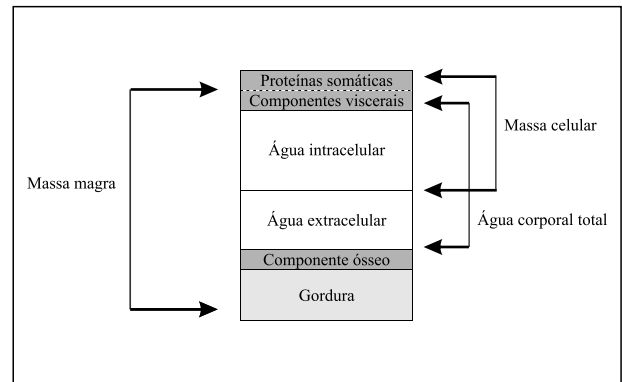 Proteínas somáticas
Componentes viscerais
Massa celular
Água intracelular
Massa magra
Água extracelular
Água corporal total
Componente ósseo
Gordura